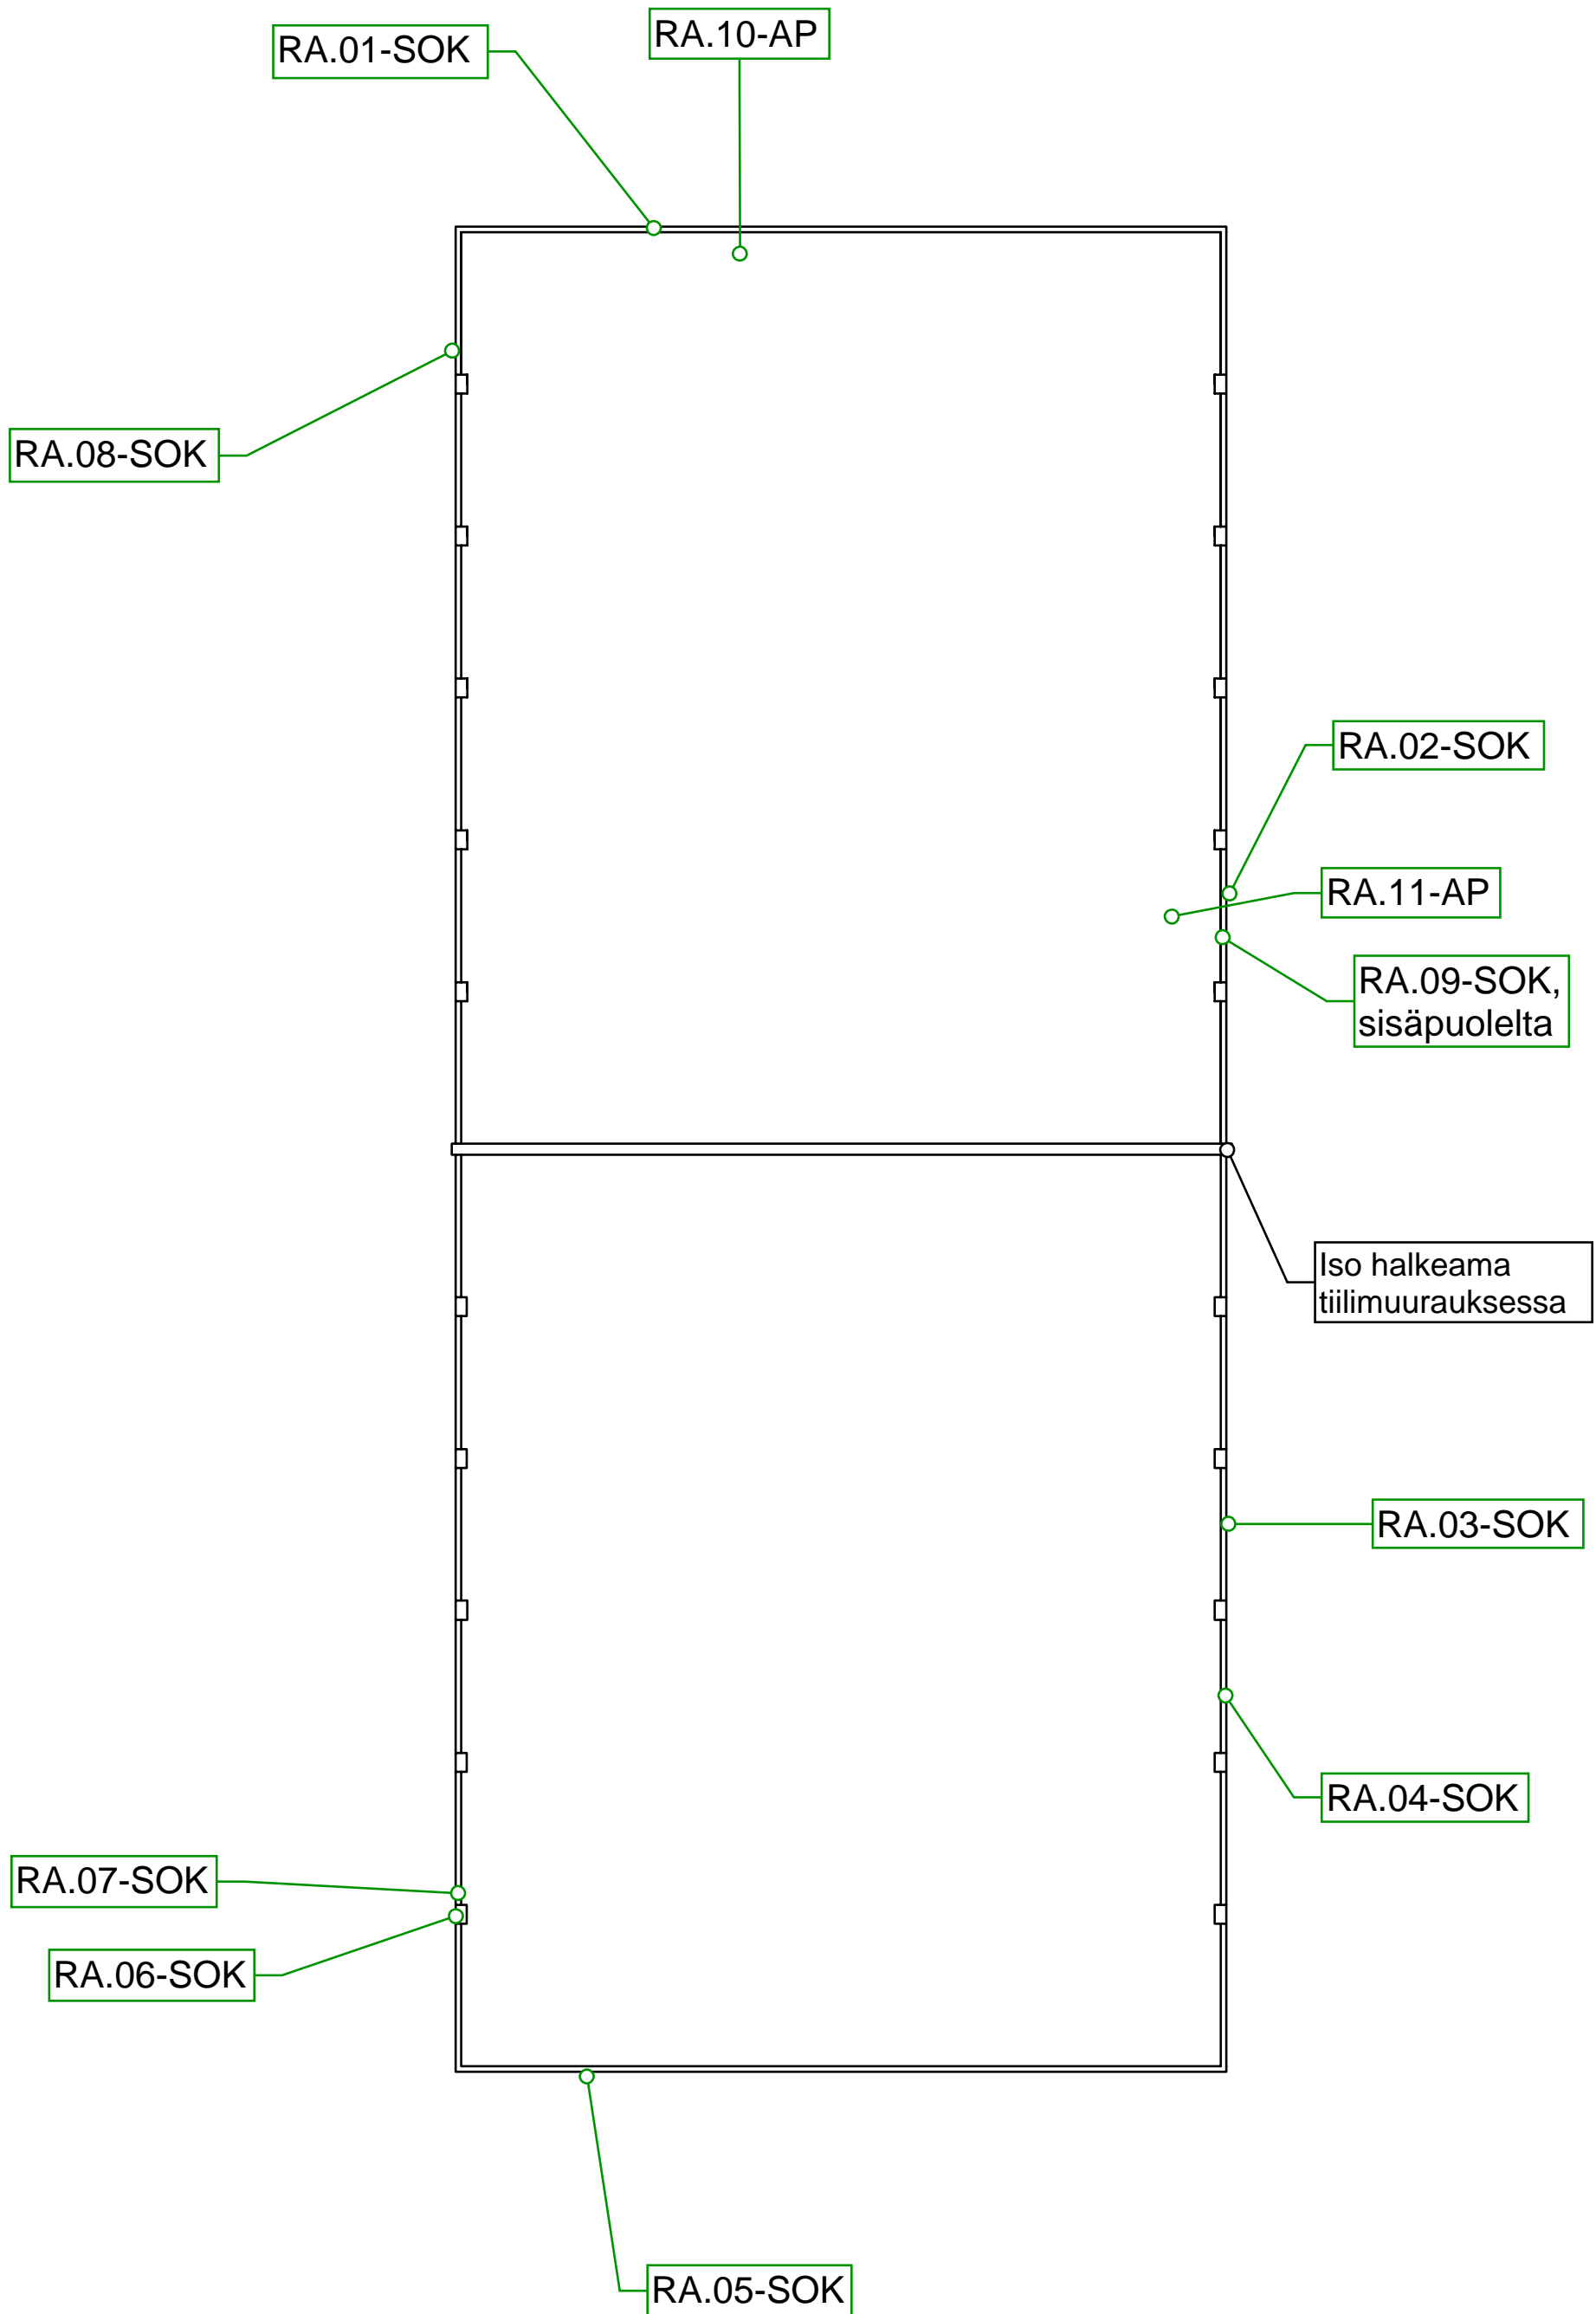 RA.10-AP
RA.01-SOK
RA.08-SOK
RA.02-SOK
RA.11-AP
RA.09-SOK,
sisäpuolelta
Iso halkeama
tiilimuurauksessa
RA.03-SOK
RA.04-SOK
RA.07-SOK
RA.06-SOK
RA.05-SOK